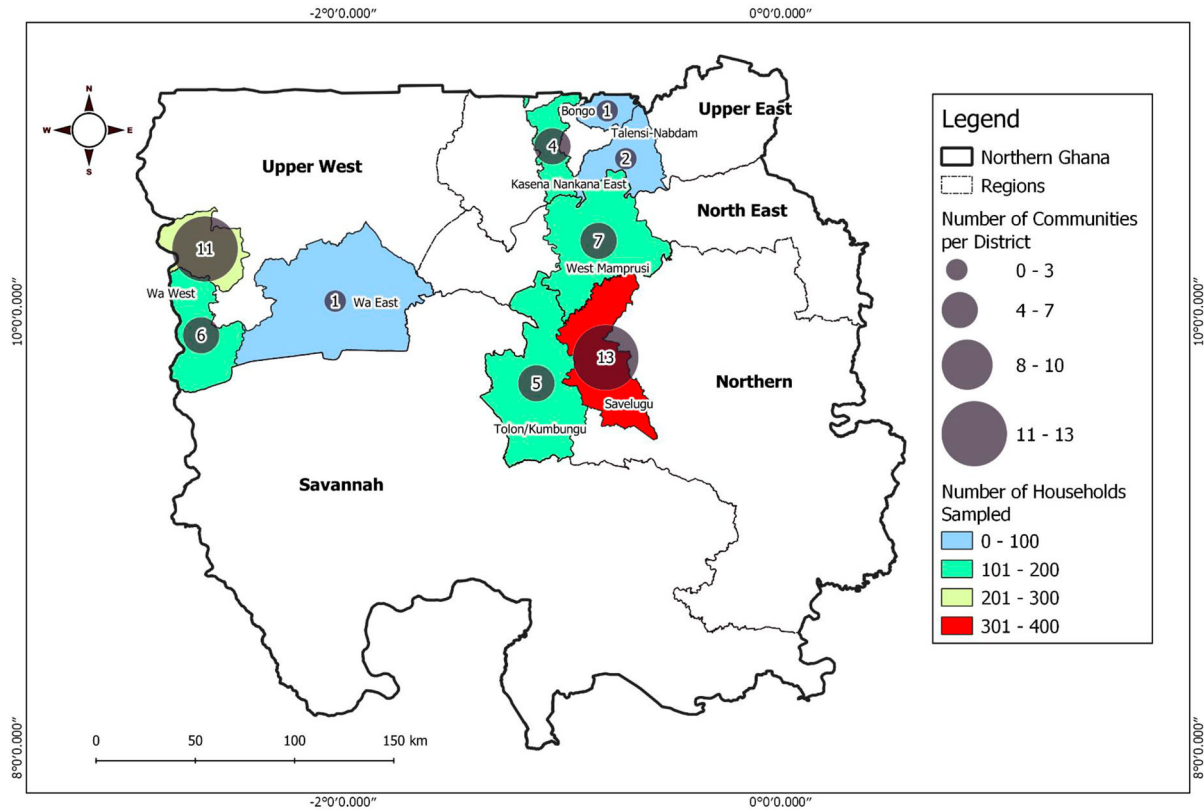 -2°0′0.000″
0°0′0.000″
N
W
E
S
10°0′0.000″
8°0′0.000″
10°0′0.000″
8°0′0.000″
Upper West
Upper East
North East
Northern
Savannah
Bongo
1
Talensi-Nabdam
2
4
Kasena Nankana East
7
West Mamprusi
11
Wa West
6
1
Wa East
13
Savelugu
5
Tolon/Kumbungu
0
50
100
150 km
-2°0′0.000″
0°0′0.000″
Legend
Northern Ghana
Regions
Number of Communities
per District
0 - 3
4 - 7
8 - 10
11 - 13
Number of Households
Sampled
0 - 100
101 - 200
201 - 300
301 - 400